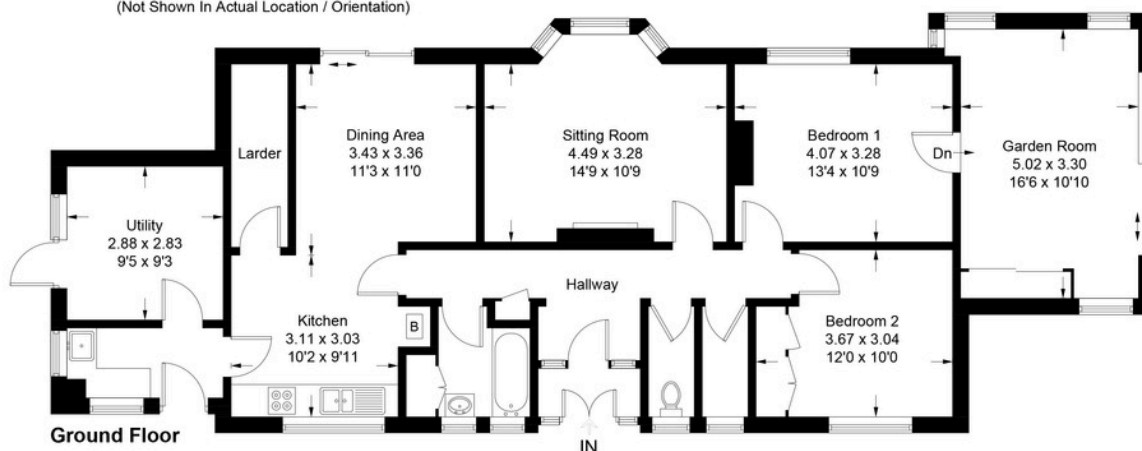 (Not Shown In Actual Location / Orientation)
Larder
Dining Area
3.43 x 3.36
11'3 x 11'0
Sitting Room
4.49 x 3.28
14'9 x 10'9
Bedroom 1
4.07 x 3.28
13'4 x 10'9
Dn
Garden Room
5.02 x 3.30
16'6 x 10'10
Utility
2.88 x 2.83
9'5 x 9'3
Hallway
Kitchen
3.11 x 3.03
10'2 x 9'11
B
Bedroom 2
3.67 x 3.04
12'0 x 10'0
Ground Floor
IN